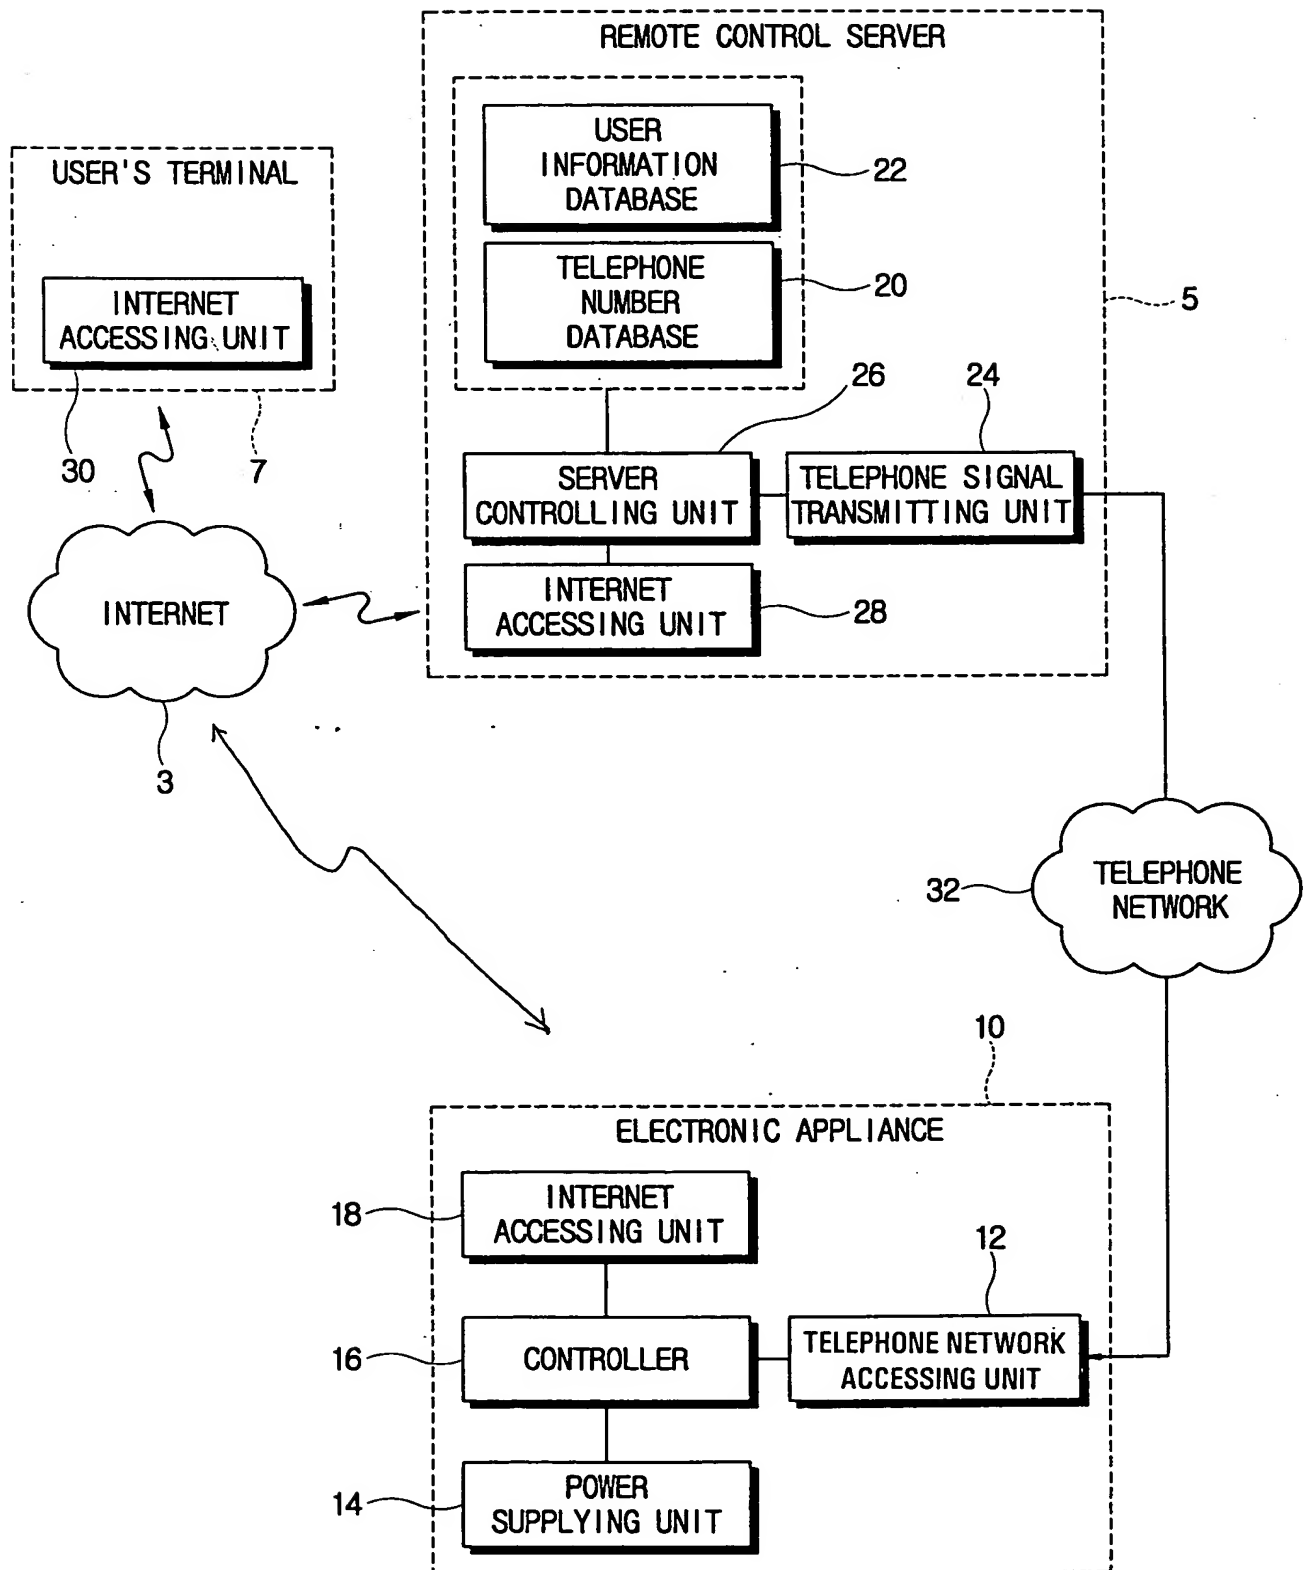 REMOTE CONTROL SERVER
USER
INFORMATION
DATABASE
22
TELEPHONE
NUMBER
DATABASE
20
5
USER'S TERMINAL
INTERNET
ACCESSING UNIT
30
7
26
24
SERVER
CONTROLLING UNIT
TELEPHONE SIGNAL
TRANSMITTING UNIT
INTERNET
ACCESSING UNIT
28
INTERNET
3
TELEPHONE
NETWORK
32
10
ELECTRONIC APPLIANCE
INTERNET
ACCESSING UNIT
18
12
CONTROLLER
16
TELEPHONE NETWORK
ACCESSING UNIT
POWER
SUPPLYING UNIT
14